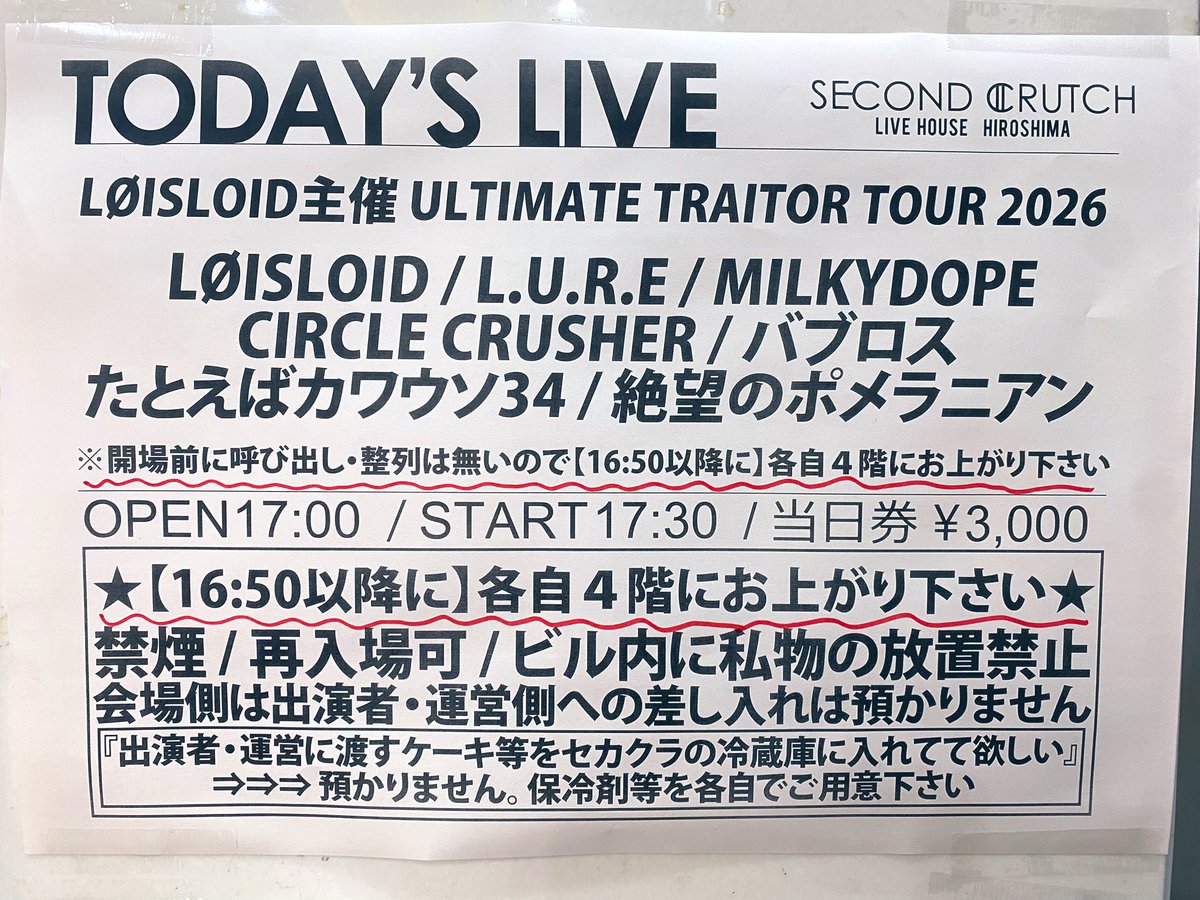 TODAY'S LIVE
SECOND CRUTCH
LIVE HOUSE HIROSHIMA
LØISLOID主催 ULTIMATE TRAITOR TOUR 2026
LØISLOID / L.U.R.E / MILKYDOPE
CIRCLE CRUSHER / バブロス
たとえばカワウソ34 / 絶望のポメラニアン
※開場前に呼び出し・整列は無いので【16:50以降に】各自４階にお上がり下さい
OPEN17:00 / START17:30 / 当日券 ¥3,000
★【16:50以降に】各自４階にお上がり下さい★
禁煙 / 再入場可 / ビル内に私物の放置禁止
会場側は出演者・運営側への差し入れは預かりません
『出演者・運営に渡すケーキ等をセカクラの冷蔵庫に入れてて欲しい』
⇒⇒⇒ 預かりません。保冷剤等を各自でご用意下さい